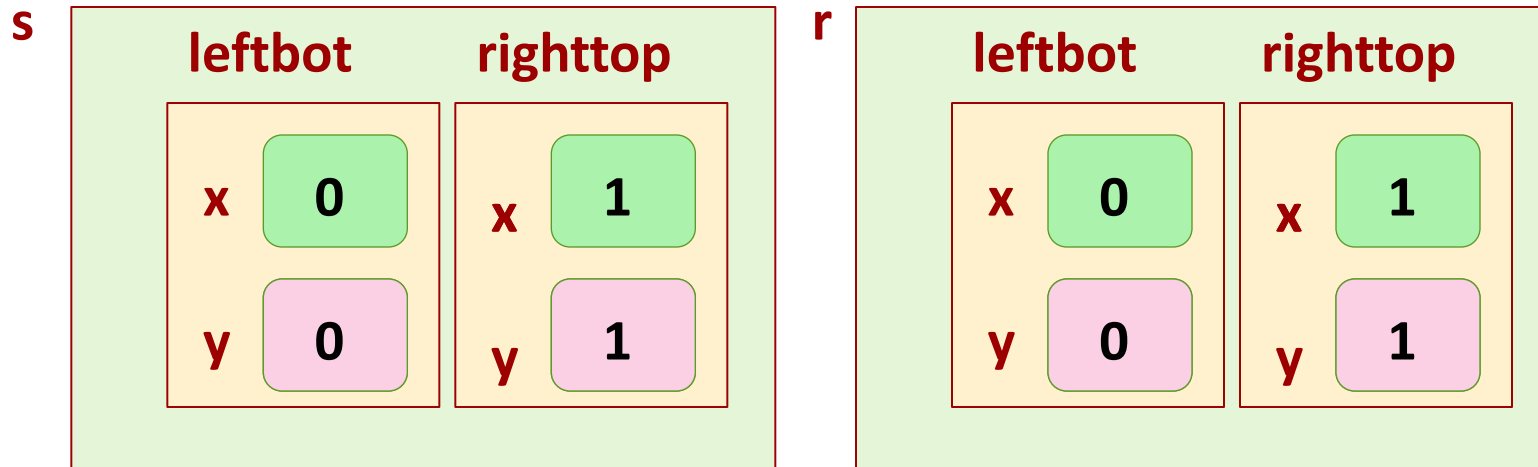 s r
leftbot righttop leftbot righttop
x 0 x 1 x 0 x 1
y 0 y 1 y 0 y 1